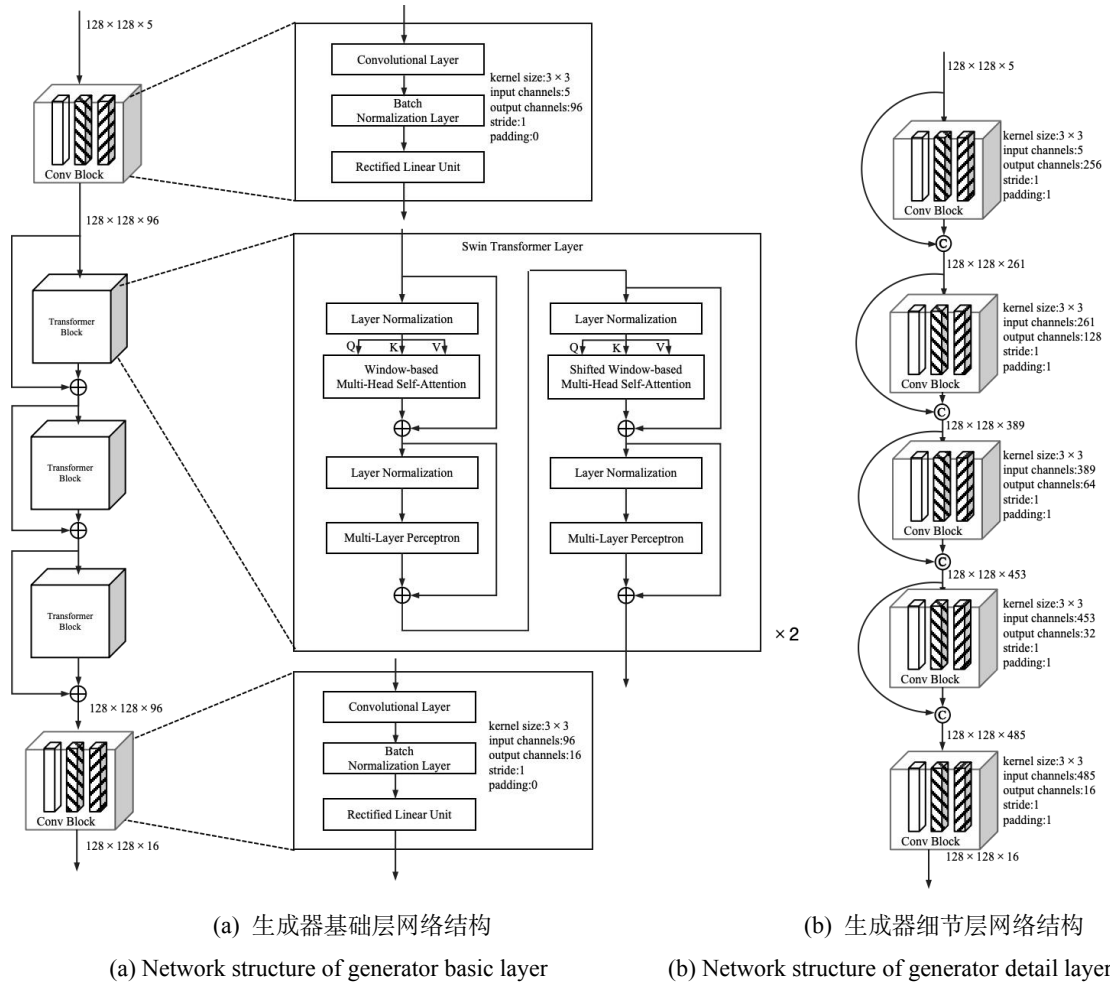 128×128×5
Conv Block
128×128×96
Transformer
Block
Transformer
Block
Transformer
Block
128×128×96
Conv Block
128×128×16
Convolutional Layer
Batch
Normalization Layer
Rectified Linear Unit
kernel size:3×3
input channels:5
output channels:96
stride:1
padding:0
Swin Transformer Layer
Layer Normalization
Q K V
Window-based
Multi-Head Self-Attention
Layer Normalization
Multi-Layer Perceptron
Layer Normalization
Q K V
Shifted Window-based
Multi-Head Self-Attention
Layer Normalization
Multi-Layer Perceptron
×2
Convolutional Layer
Batch
Normalization Layer
Rectified Linear Unit
kernel size:3×3
input channels:96
output channels:16
stride:1
padding:0
128×128×5
Conv Block
kernel size:3×3
input channels:5
output channels:256
stride:1
padding:1
C
128×128×261
Conv Block
kernel size:3×3
input channels:261
output channels:128
stride:1
padding:1
C
128×128×389
Conv Block
kernel size:3×3
input channels:389
output channels:64
stride:1
padding:1
C
128×128×453
Conv Block
kernel size:3×3
input channels:453
output channels:32
stride:1
padding:1
C
128×128×485
Conv Block
kernel size:3×3
input channels:485
output channels:16
stride:1
padding:1
128×128×16
(a) 生成器基础层网络结构
(b) 生成器细节层网络结构
(a) Network structure of generator basic layer
(b) Network structure of generator detail layer